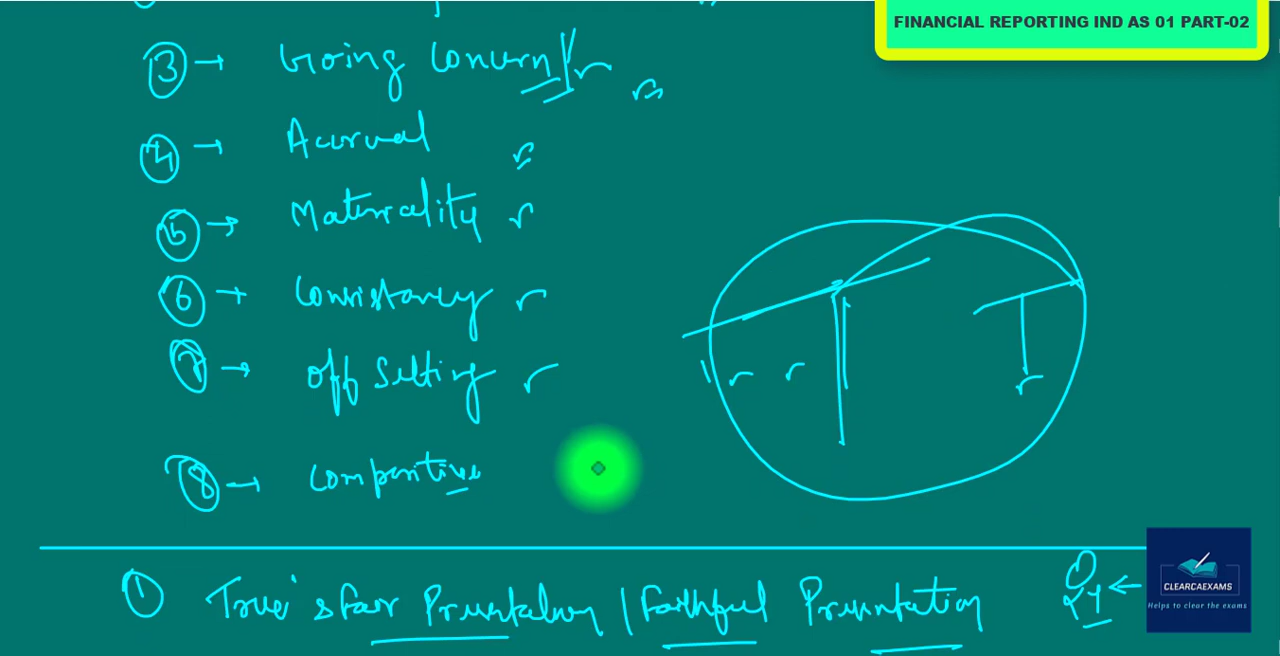 FINANCIAL REPORTING IND AS 01 PART-02
③ → Going Concern
④ → Accrual
⑤ → Materiality
⑥ → Consistancy
⑦ → Off Setting
⑧ → Comparitive
① True & fair Presentation / Faithful Presentation
CLEARCAEXAMS
Helps to clear the exams